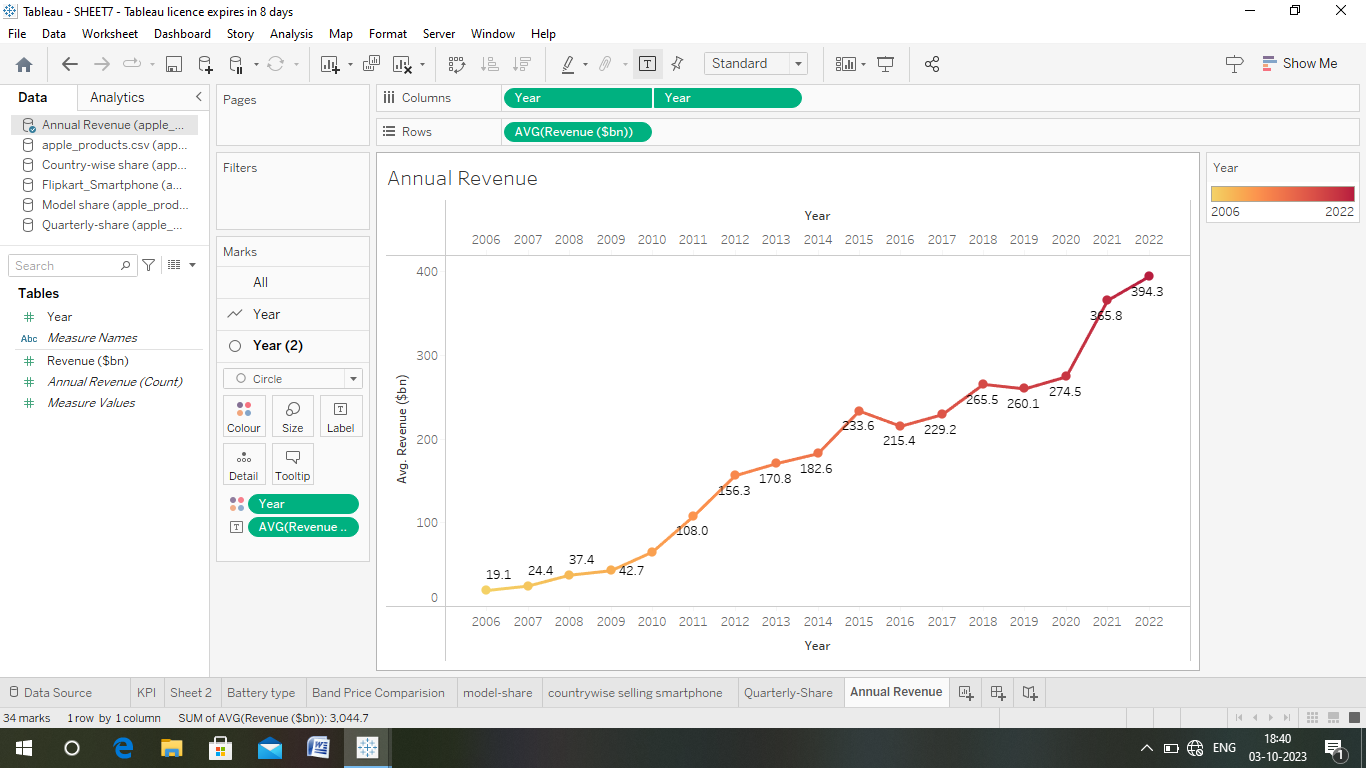 Tableau - SHEET7 - Tableau licence expires in 8 days
File Data Worksheet Dashboard Story Analysis Map Format Server Window Help
Standard
Show Me
Data Analytics
Annual Revenue (apple_...
apple_products.csv (app...
Country-wise share (app...
Flipkart_Smartphone (a...
Model share (apple_prod...
Quarterly-share (apple_...
Search
Tables
Year
Abc Measure Names
Revenue ($bn)
Annual Revenue (Count)
Measure Values
Pages
Filters
Marks
All
Year
Year (2)
Circle
Colour Size Label
Detail Tooltip
Year
AVG(Revenue ..
Columns Year Year
Rows AVG(Revenue ($bn))
Annual Revenue
Year
2006 2007 2008 2009 2010 2011 2012 2013 2014 2015 2016 2017 2018 2019 2020 2021 2022
Avg. Revenue ($bn)
400
300
200
100
0
19.1
24.4
37.4
42.7
108.0
156.3
170.8
182.6
233.6
215.4
229.2
265.5
260.1
274.5
365.8
394.3
2006 2007 2008 2009 2010 2011 2012 2013 2014 2015 2016 2017 2018 2019 2020 2021 2022
Year
Year
2006 2022
Data Source KPI Sheet 2 Battery type Band Price Comparision model-share countrywise selling smartphone Quarterly-Share Annual Revenue
34 marks 1 row by 1 column SUM of AVG(Revenue ($bn)): 3,044.7
ENG
18:40
03-10-2023
1